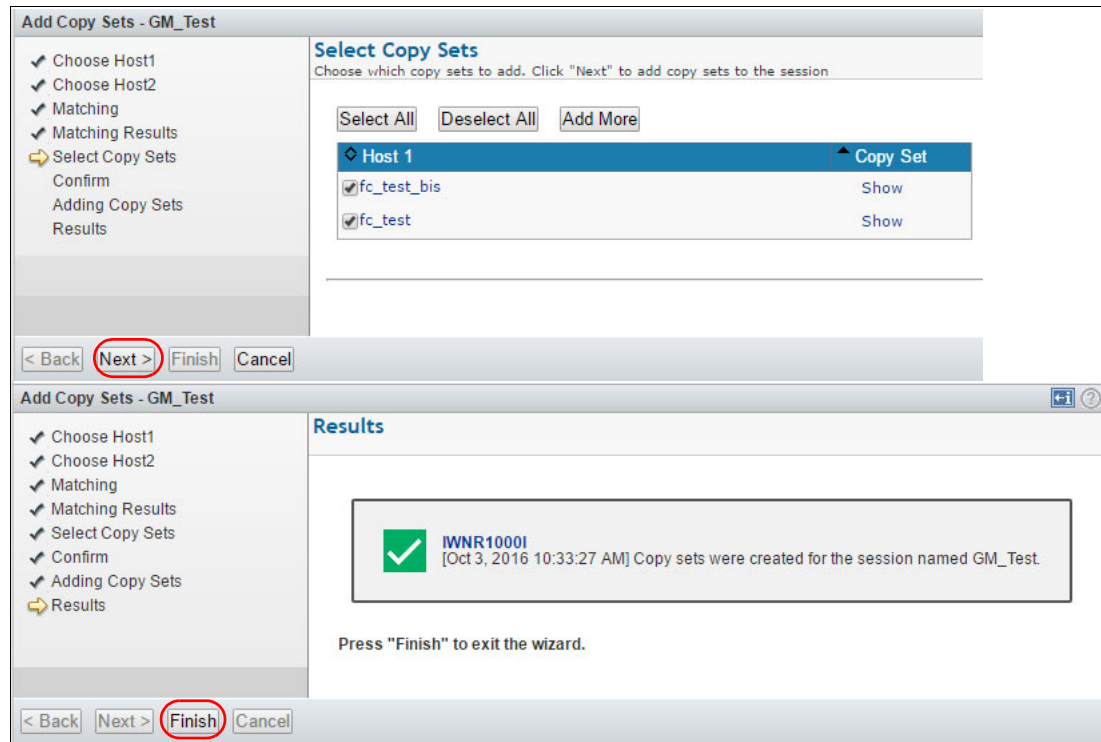 Add Copy Sets - GM_Test
Choose Host1
Choose Host2
Matching
Matching Results
Select Copy Sets
Confirm
Adding Copy Sets
Results
Select Copy Sets
Choose which copy sets to add. Click "Next" to add copy sets to the session
Select All Deselect All Add More
Host 1 Copy Set
fc_test_bis Show
fc_test Show
< Back Next > Finish Cancel
Add Copy Sets - GM_Test
Choose Host1
Choose Host2
Matching
Matching Results
Select Copy Sets
Confirm
Adding Copy Sets
Results
Results
IWNR1000I
[Oct 3, 2016 10:33:27 AM] Copy sets were created for the session named GM_Test.
Press "Finish" to exit the wizard.
< Back Next > Finish Cancel